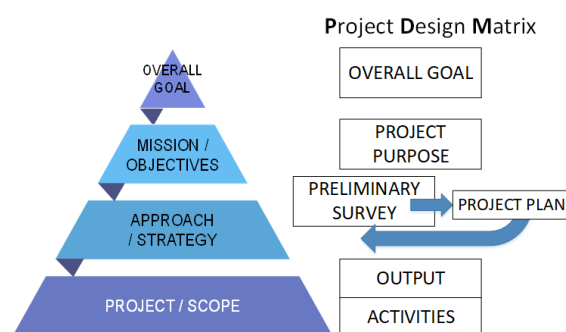 Project Design Matrix
OVERALL
GOAL
OVERALL GOAL
MISSION /
OBJECTIVES
PROJECT
PURPOSE
APPROACH
/ STRATEGY
PRELIMINARY
SURVEY
PROJECT PLAN
PROJECT / SCOPE
OUTPUT
ACTIVITIES